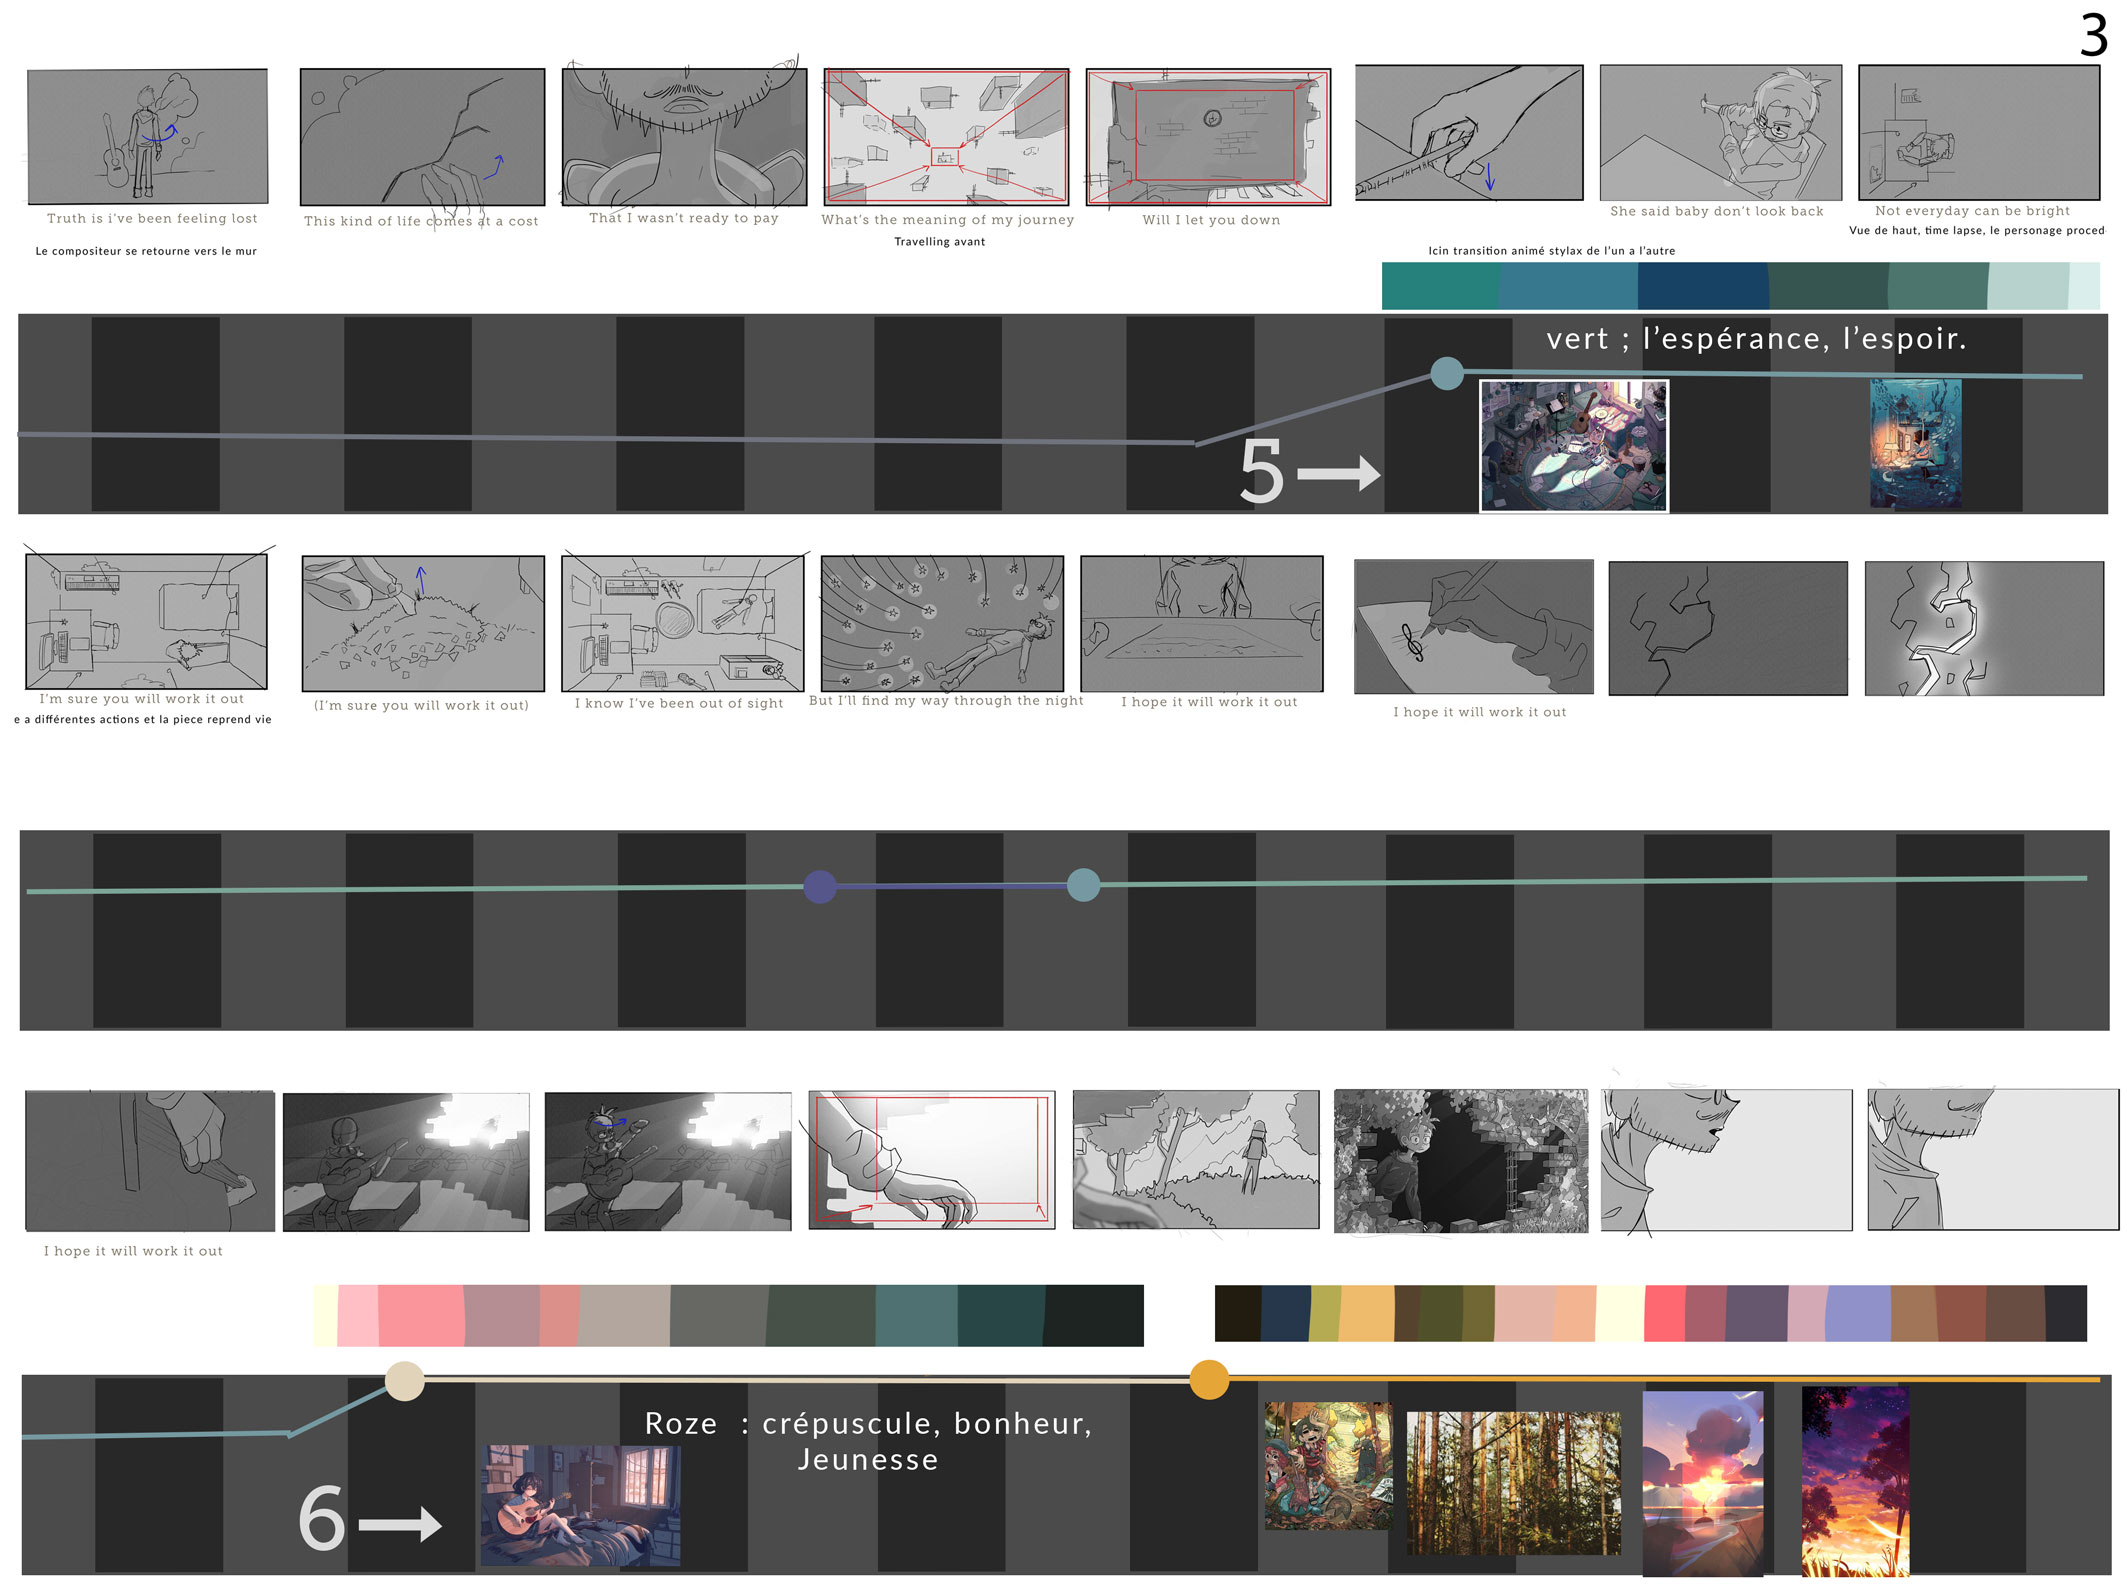 3
Truth is i've been feeling lost
This kind of life comes at a cost
That I wasn't ready to pay
What's the meaning of my journey
Will I let you down
She said baby don't look back
Not everyday can be bright
Le compositeur se retourne vers le mur
Travelling avant
Icin transition animé stylax de l'un a l'autre
Vue de haut, time lapse, le personage proced
vert ; l'espérance, l'espoir.
5
I'm sure you will work it out
(I'm sure you will work it out)
I know I've been out of sight
But I'll find my way through the night
I hope it will work it out
I hope it will work it out
e a différentes actions et la piece reprend vie
I hope it will work it out
Roze : crépuscule, bonheur,
Jeunesse
6